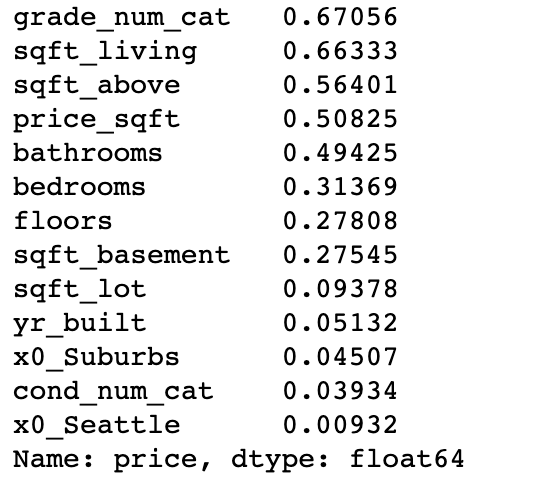 grade_num_cat 0.67056
sqft_living 0.66333
sqft_above 0.56401
price_sqft 0.50825
bathrooms 0.49425
bedrooms 0.31369
floors 0.27808
sqft_basement 0.27545
sqft_lot 0.09378
yr_built 0.05132
x0_Suburbs 0.04507
cond_num_cat 0.03934
x0_Seattle 0.00932
Name: price, dtype: float64